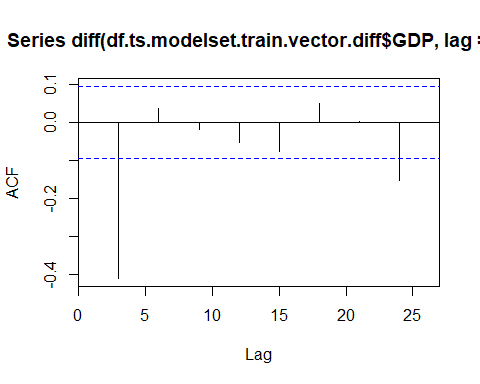 Series diff(df.ts.modelset.train.vector.diff$GDP, lag =
0.1
0.0
-0.2
-0.4
ACF
0 5 10 15 20 25
Lag